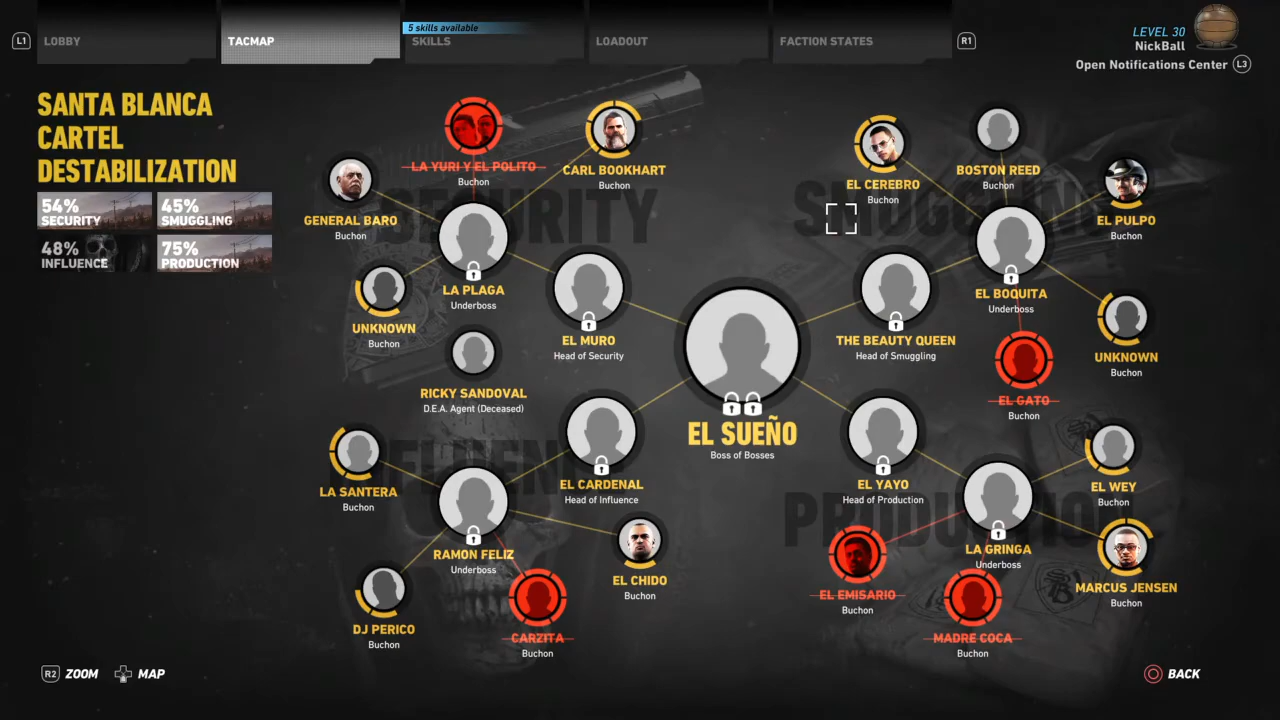 5 skills available
L1
LOBBY
TACMAP
SKILLS
LOADOUT
FACTION STATES
R1
LEVEL 30
NickBall
Open Notifications Center L3
SANTA BLANCA
CARTEL
DESTABILIZATION
54%
SECURITY
45%
SMUGGLING
48%
INFLUENCE
75%
PRODUCTION
SECURITY
SMUGGLING
INFLUENCE
PRODUCTION
LA YURI Y EL POLITO
Buchon
CARL BOOKHART
Buchon
GENERAL BARO
Buchon
LA PLAGA
Underboss
UNKNOWN
Buchon
EL MURO
Head of Security
RICKY SANDOVAL
D.E.A. Agent (Deceased)
EL CEREBRO
Buchon
BOSTON REED
Buchon
EL PULPO
Buchon
EL BOQUITA
Underboss
THE BEAUTY QUEEN
Head of Smuggling
UNKNOWN
Buchon
EL GATO
Buchon
EL SUEÑO
Boss of Bosses
LA SANTERA
Buchon
EL CARDENAL
Head of Influence
RAMON FELIZ
Underboss
EL CHIDO
Buchon
DJ PERICO
Buchon
CARZITA
Buchon
EL YAYO
Head of Production
EL WEY
Buchon
LA GRINGA
Underboss
MARCUS JENSEN
Buchon
EL EMISARIO
Buchon
MADRE COCA
Buchon
R2 ZOOM
MAP
BACK